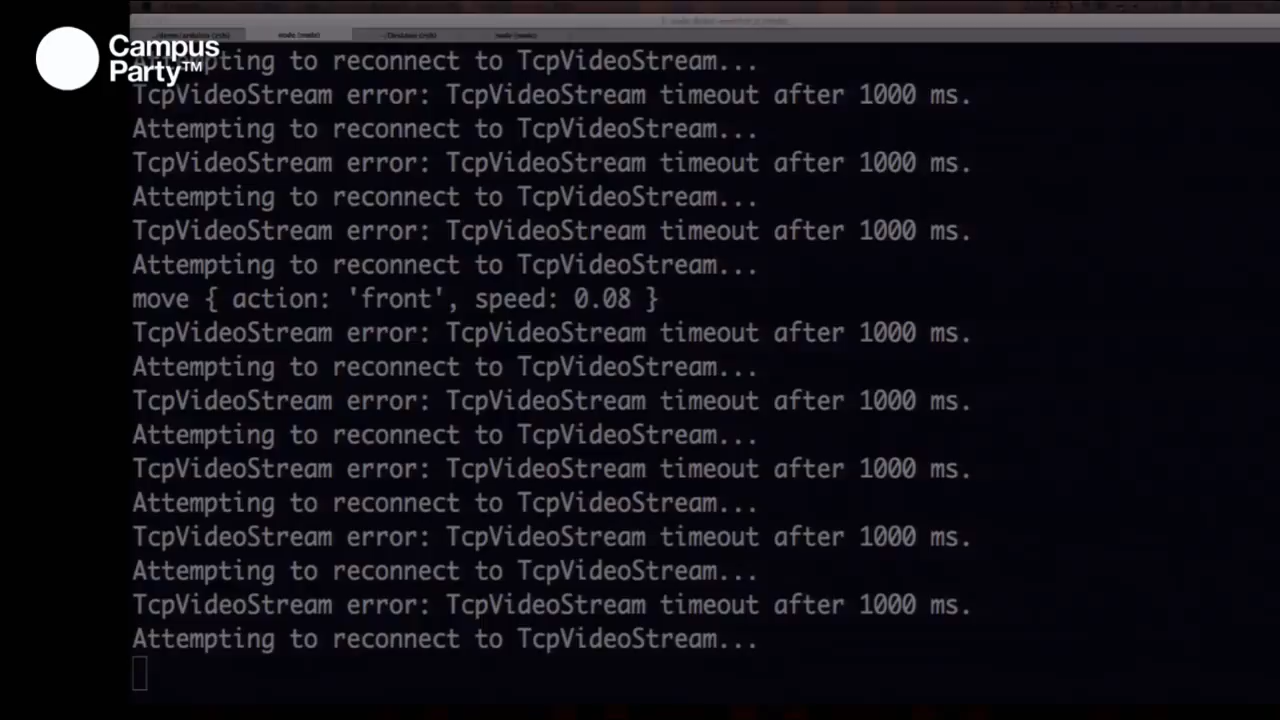 Campus
Party™
node (node)
Attempting to reconnect to TcpVideoStream...
TcpVideoStream error: TcpVideoStream timeout after 1000 ms.
Attempting to reconnect to TcpVideoStream...
TcpVideoStream error: TcpVideoStream timeout after 1000 ms.
Attempting to reconnect to TcpVideoStream...
TcpVideoStream error: TcpVideoStream timeout after 1000 ms.
Attempting to reconnect to TcpVideoStream...
move { action: 'front', speed: 0.08 }
TcpVideoStream error: TcpVideoStream timeout after 1000 ms.
Attempting to reconnect to TcpVideoStream...
TcpVideoStream error: TcpVideoStream timeout after 1000 ms.
Attempting to reconnect to TcpVideoStream...
TcpVideoStream error: TcpVideoStream timeout after 1000 ms.
Attempting to reconnect to TcpVideoStream...
TcpVideoStream error: TcpVideoStream timeout after 1000 ms.
Attempting to reconnect to TcpVideoStream...
TcpVideoStream error: TcpVideoStream timeout after 1000 ms.
Attempting to reconnect to TcpVideoStream...